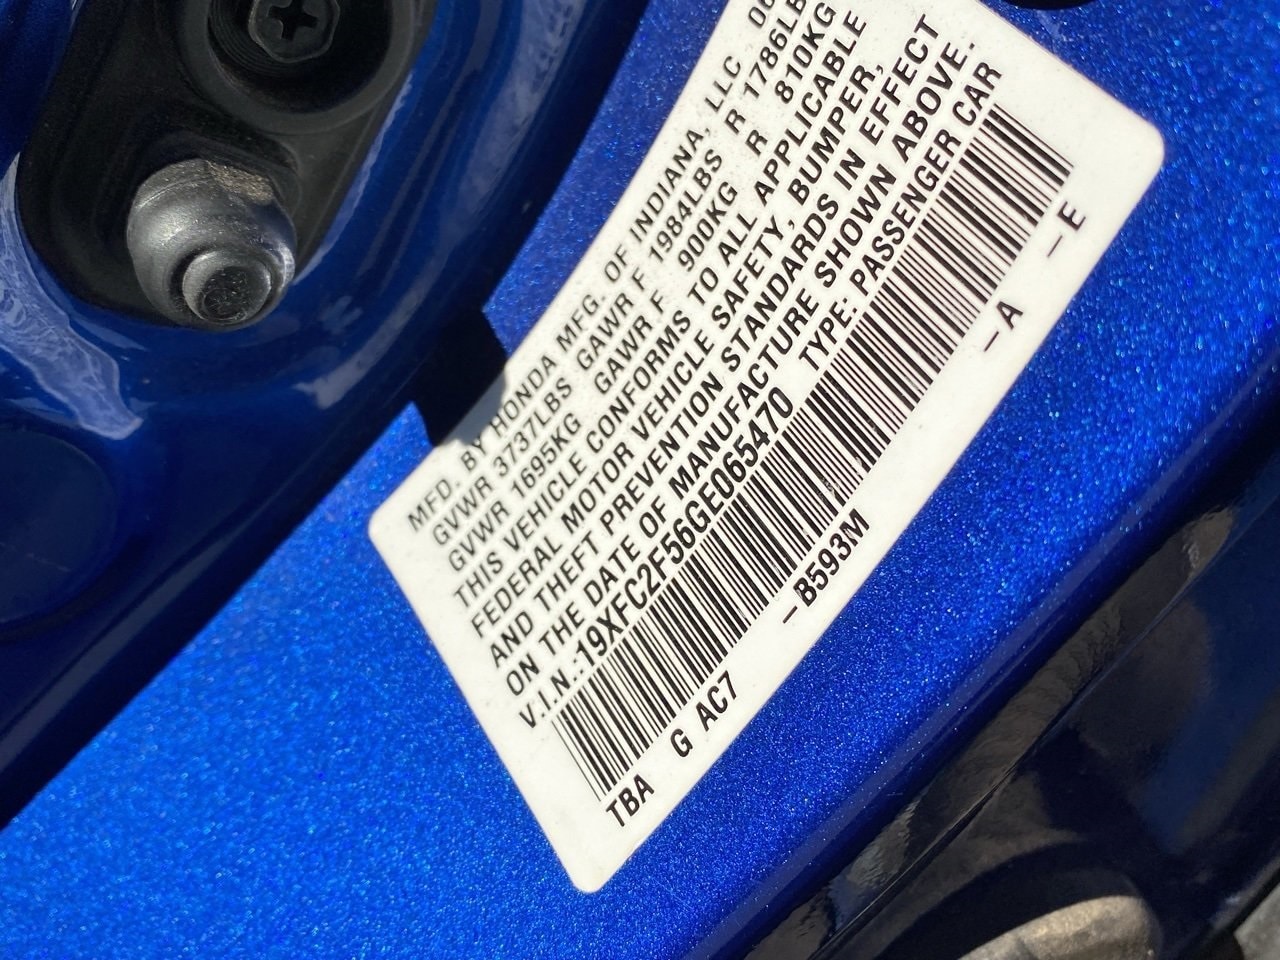 MFD. BY HONDA MFG. OF INDIANA, LLC 06
GVWR 3737LBS GAWR F 1984LBS R 1786LB
GVWR 1695KG GAWR F 900KG R 810KG
THIS VEHICLE CONFORMS TO ALL APPLICABLE
FEDERAL MOTOR VEHICLE SAFETY, BUMPER,
AND THEFT PREVENTION STANDARDS IN EFFECT
ON THE DATE OF MANUFACTURE SHOWN ABOVE.
V.I.N.:19XFC2F56GE065470 TYPE: PASSENGER CAR
TBA G AC7 –B593M –A –E